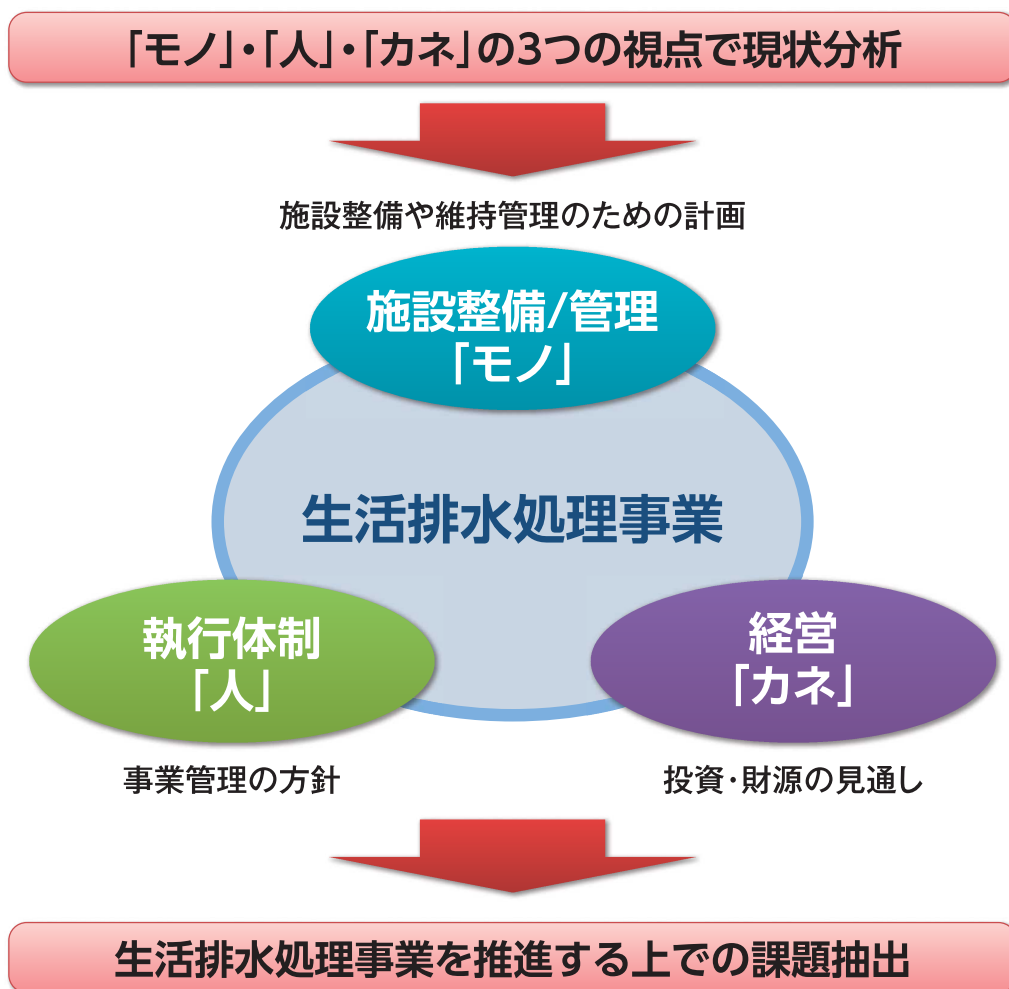 「モノ」・「人」・「カネ」の3つの視点で現状分析
施設整備や維持管理のための計画
施設整備/管理
「モノ」
生活排水処理事業
執行体制
「人」
経営
「カネ」
事業管理の方針
投資・財源の見通し
生活排水処理事業を推進する上での課題抽出